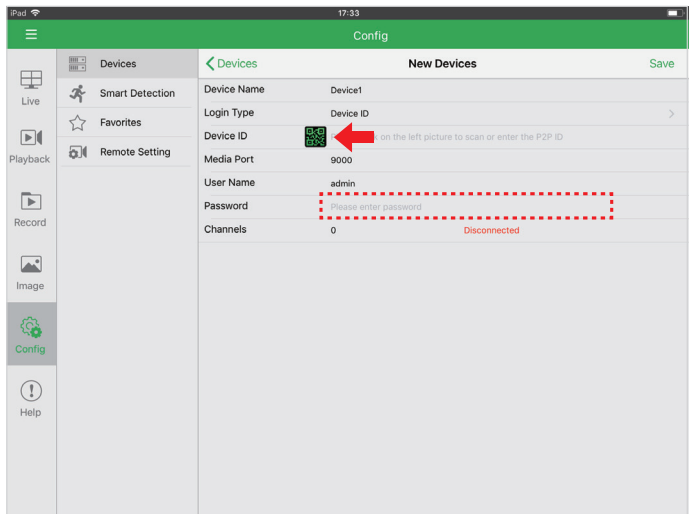 iPad 17:33
Config
Live
Playback
Record
Image
Config
Help
Devices
Smart Detection
Favorites
Remote Setting
Devices New Devices Save
Device Name Device1
Login Type Device ID
Device ID on the left picture to scan or enter the P2P ID
Media Port 9000
User Name admin
Password Please enter password
Channels 0 Disconnected